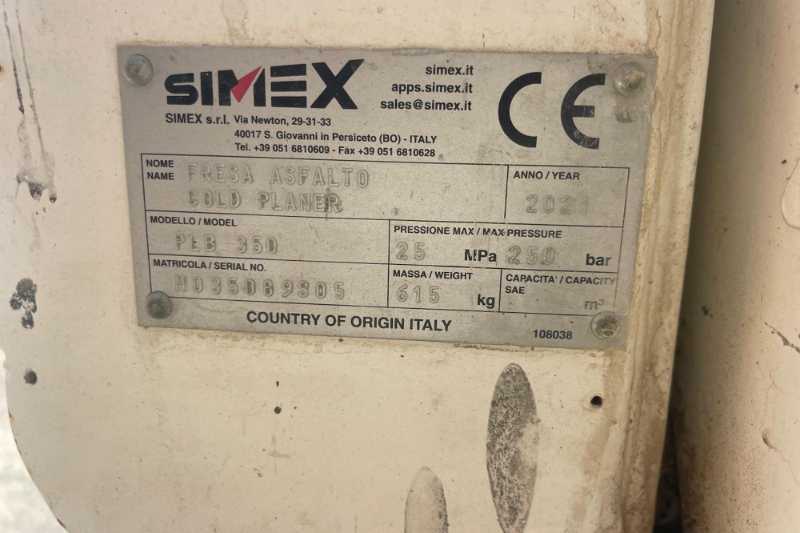 SIMEX
simex.it
apps.simex.it
sales@simex.it
CE
SIMEX s.r.l. Via Newton, 29-31-33
40017 S. Giovanni in Persiceto (BO) - ITALY
Tel. +39 051 6810609 - Fax +39 051 6810628
NOME
NAME
FRESA ASFALTO
COLD PLANER
ANNO / YEAR
MODELLO / MODEL
PLB 350
PRESSIONE MAX / MAX PRESSURE
25 MPa 250 bar
MATRICOLA / SERIAL NO.
MASSA / WEIGHT
615 kg
CAPACITA' / CAPACITY
SAE
m³
COUNTRY OF ORIGIN ITALY
108038